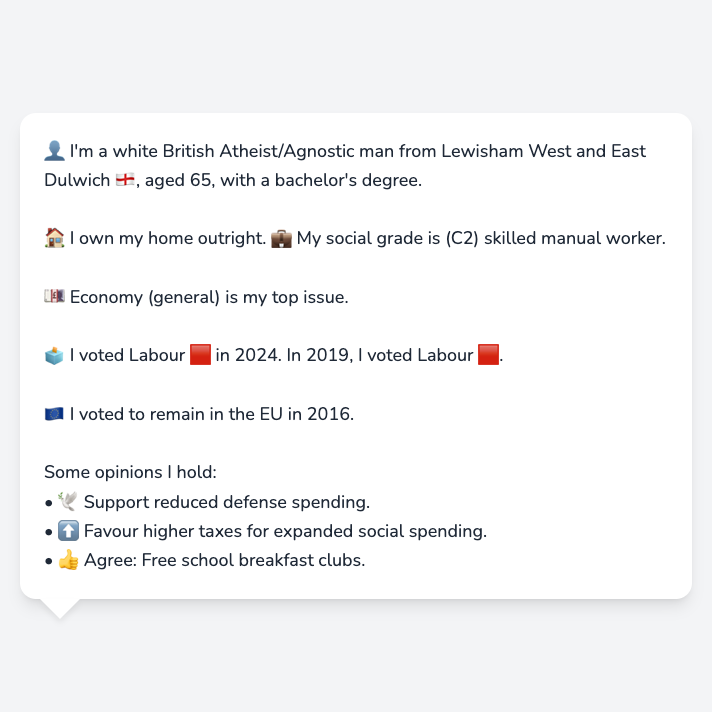 👤 I'm a white British Atheist/Agnostic man from Lewisham West and East
Dulwich 🏴󠁧󠁢󠁥󠁮󠁧󠁿, aged 65, with a bachelor's degree.
🏠 I own my home outright. 💼 My social grade is (C2) skilled manual worker.
💷 Economy (general) is my top issue.
🗳️ I voted Labour 🟥 in 2024. In 2019, I voted Labour 🟥.
🇪🇺 I voted to remain in the EU in 2016.
Some opinions I hold:
• 🕊️ Support reduced defense spending.
• ⬆️ Favour higher taxes for expanded social spending.
• 👍 Agree: Free school breakfast clubs.